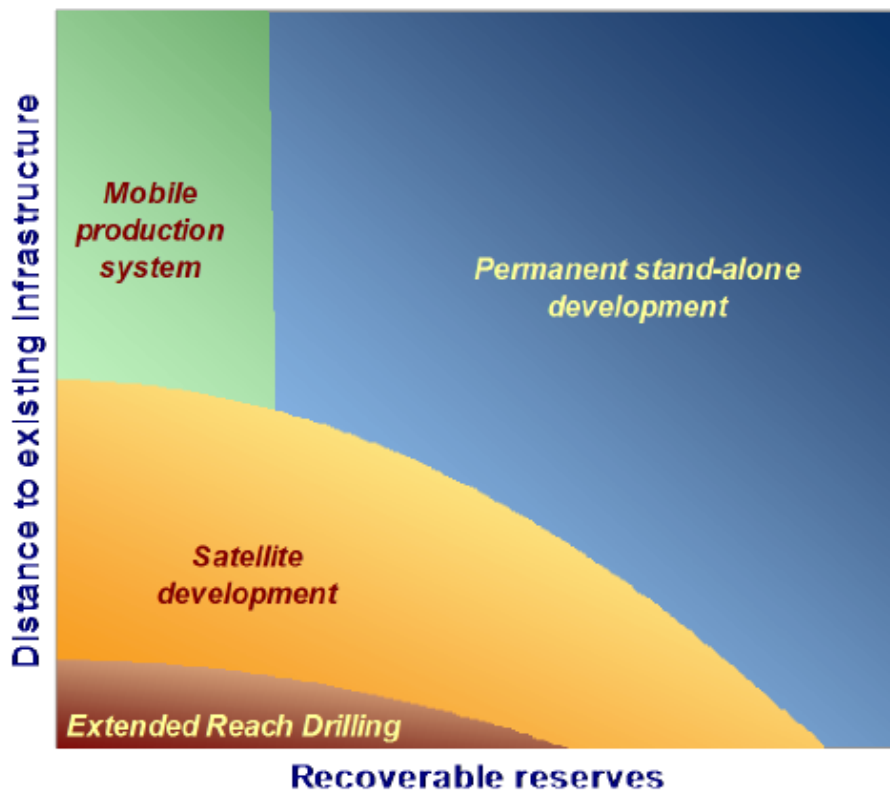 Distance to existing Infrastructure
Mobile
production
system
Permanent stand-alone
development
Satellite
development
Extended Reach Drilling
Recoverable reserves